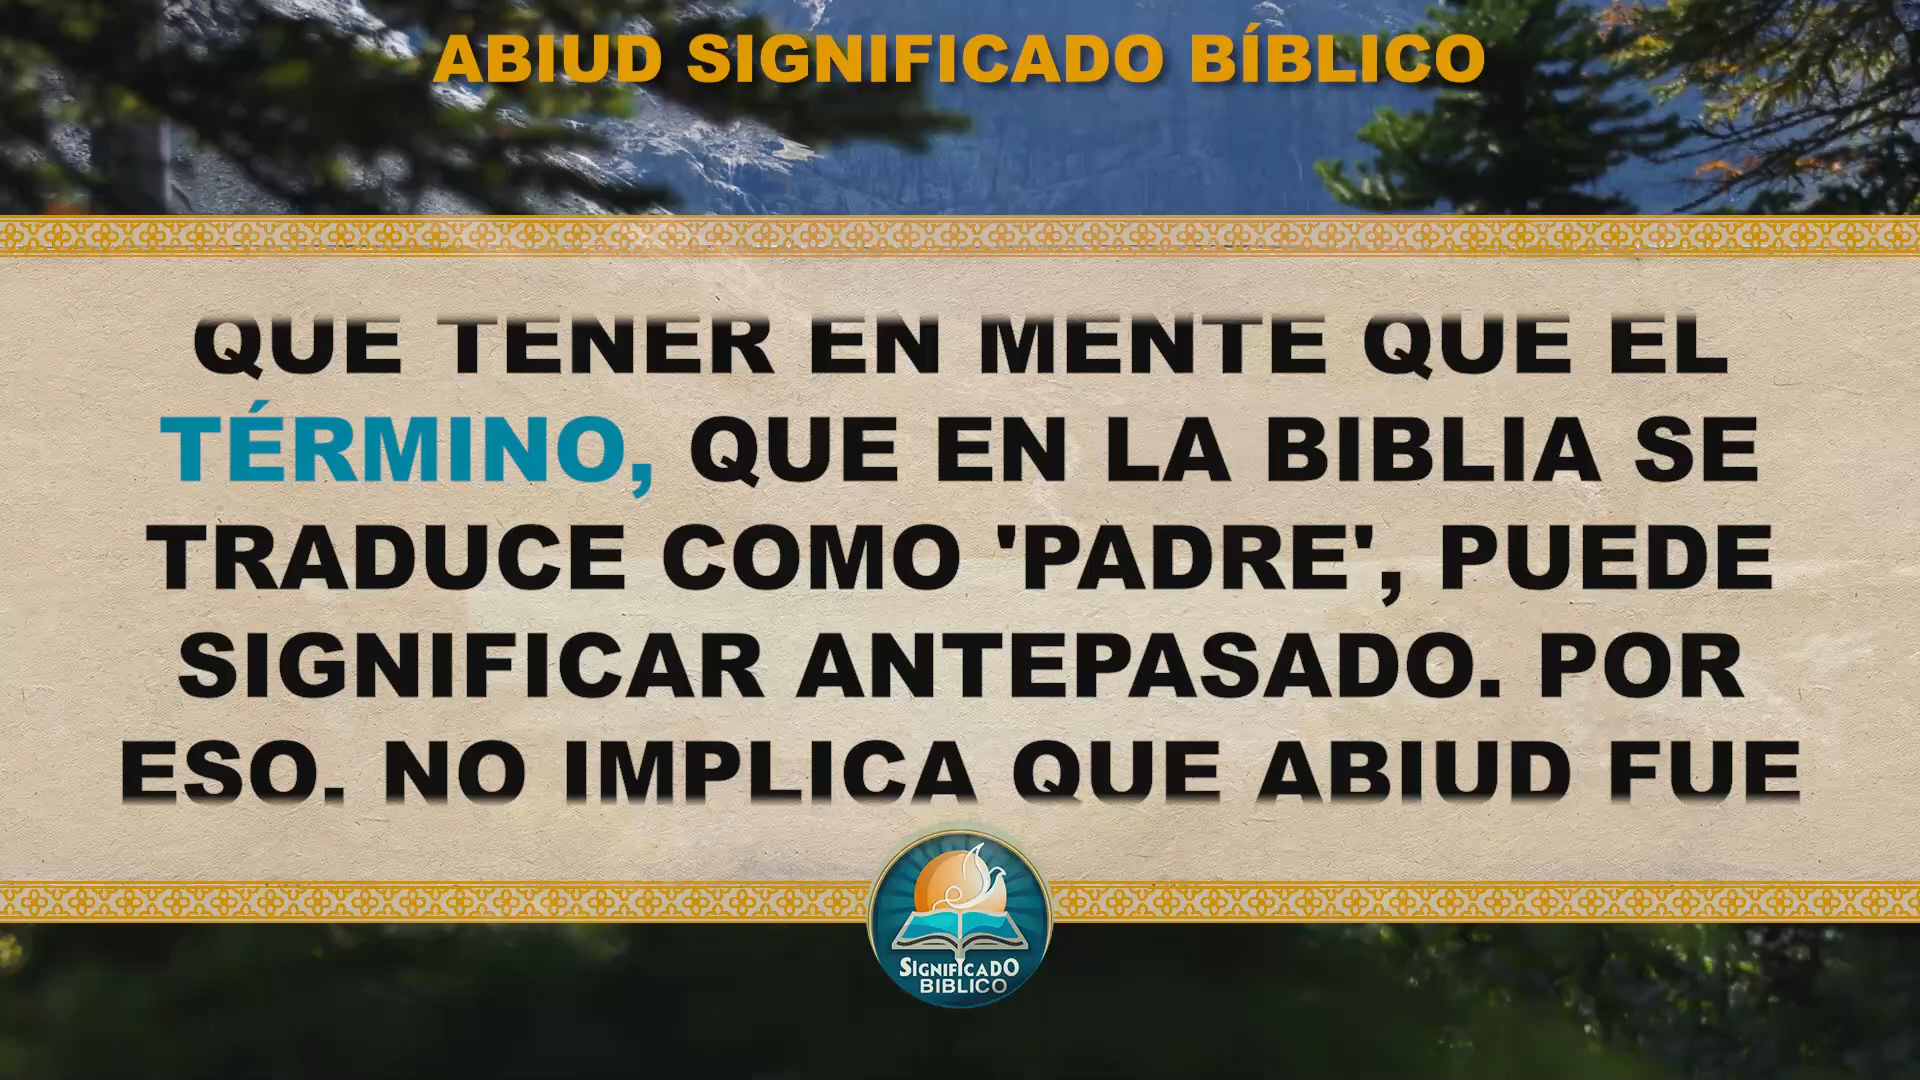 ABIUD SIGNIFICADO BÍBLICO
QUE TENER EN MENTE QUE EL
TÉRMINO, QUE EN LA BIBLIA SE
TRADUCE COMO 'PADRE', PUEDE
SIGNIFICAR ANTEPASADO. POR
ESO, NO IMPLICA QUE ABIUD FUE
SIGNIFICADO
BIBLICO